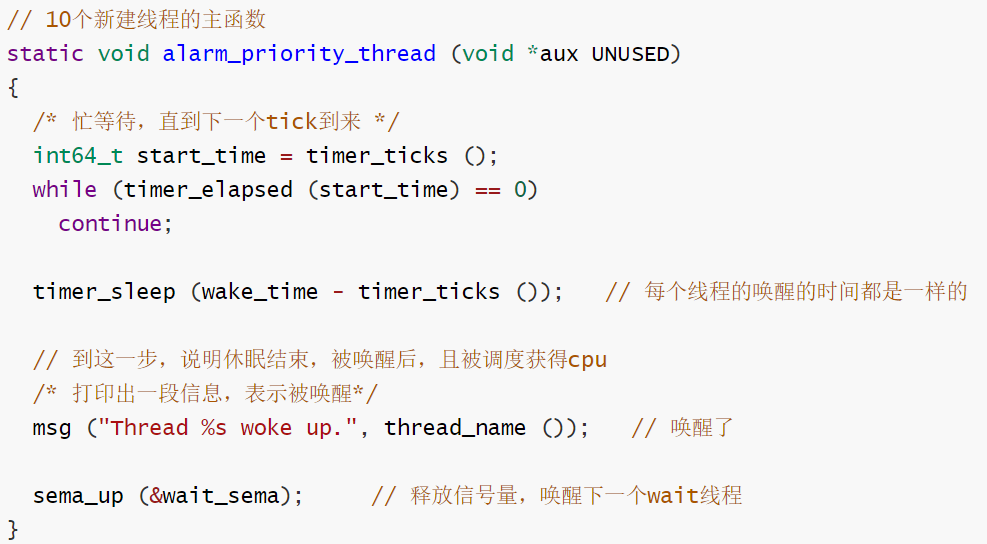 // 10个新建线程的主函数
static void alarm_priority_thread (void *aux UNUSED)
{
  /* 忙等待，直到下一个tick到来 */
  int64_t start_time = timer_ticks ();
  while (timer_elapsed (start_time) == 0)
    continue;

  timer_sleep (wake_time - timer_ticks ());   // 每个线程的唤醒的时间都是一样的

  // 到这一步，说明休眠结束，被唤醒后，且被调度获得cpu
  /* 打印出一段信息，表示被唤醒*/
  msg ("Thread %s woke up.", thread_name ());   // 唤醒了

  sema_up (&wait_sema);      // 释放信号量，唤醒下一个wait线程
}